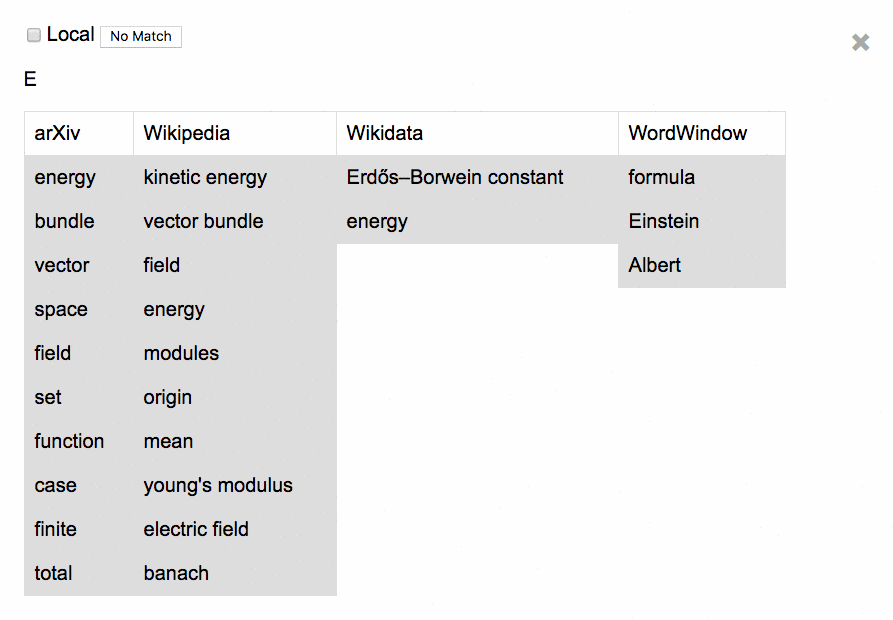 Local No Match
E
arXiv Wikipedia Wikidata WordWindow
energy kinetic energy Erdős–Borwein constant formula
bundle vector bundle energy Einstein
vector field Albert
space energy
field modules
set origin
function mean
case young's modulus
finite electric field
total banach